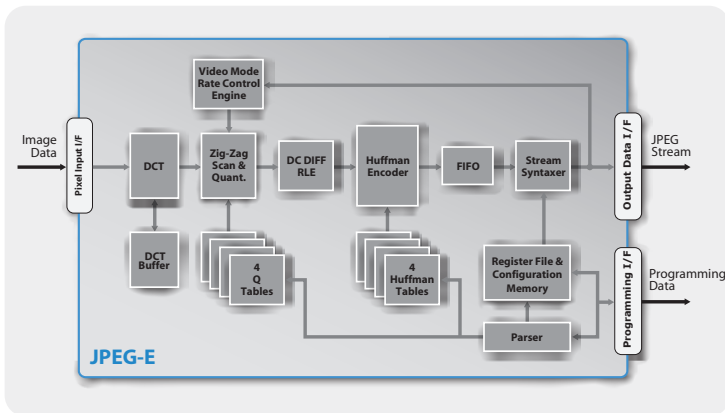 Video Mode
Rate Control
Engine
Image
Data
Pixel Input I/F
DCT
Zig-Zag
Scan &
Quant.
DC DIFF
RLE
Huffman
Encoder
FIFO
Stream
Syntaxer
Output Data I/F
JPEG
Stream
DCT
Buffer
4
Q
Tables
4
Huffman
Tables
Register File &
Configuration
Memory
Parser
Programming I/F
Programming
Data
JPEG-E